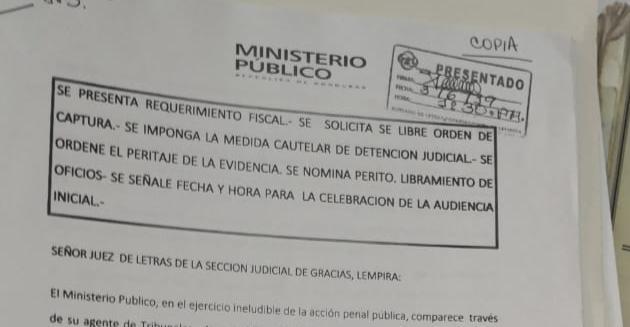 COPIA
MINISTERIO
PÚBLICO
REPÚBLICA DE HONDURAS
PRESENTADO
SE PRESENTA REQUERIMIENTO FISCAL.- SE SOLICITA SE LIBRE ORDEN DE
CAPTURA.- SE IMPONGA LA MEDIDA CAUTELAR DE DETENCION JUDICIAL.- SE
ORDENE EL PERITAJE DE LA EVIDENCIA. SE NOMINA PERITO. LIBRAMIENTO DE
OFICIOS- SE SEÑALE FECHA Y HORA PARA LA CELEBRACION DE LA AUDIENCIA
INICIAL.-
SEÑOR JUEZ DE LETRAS DE LA SECCION JUDICIAL DE GRACIAS, LEMPIRA:
El Ministerio Publico, en el ejercicio ineludible de la acción penal pública, comparece través
de su agente de